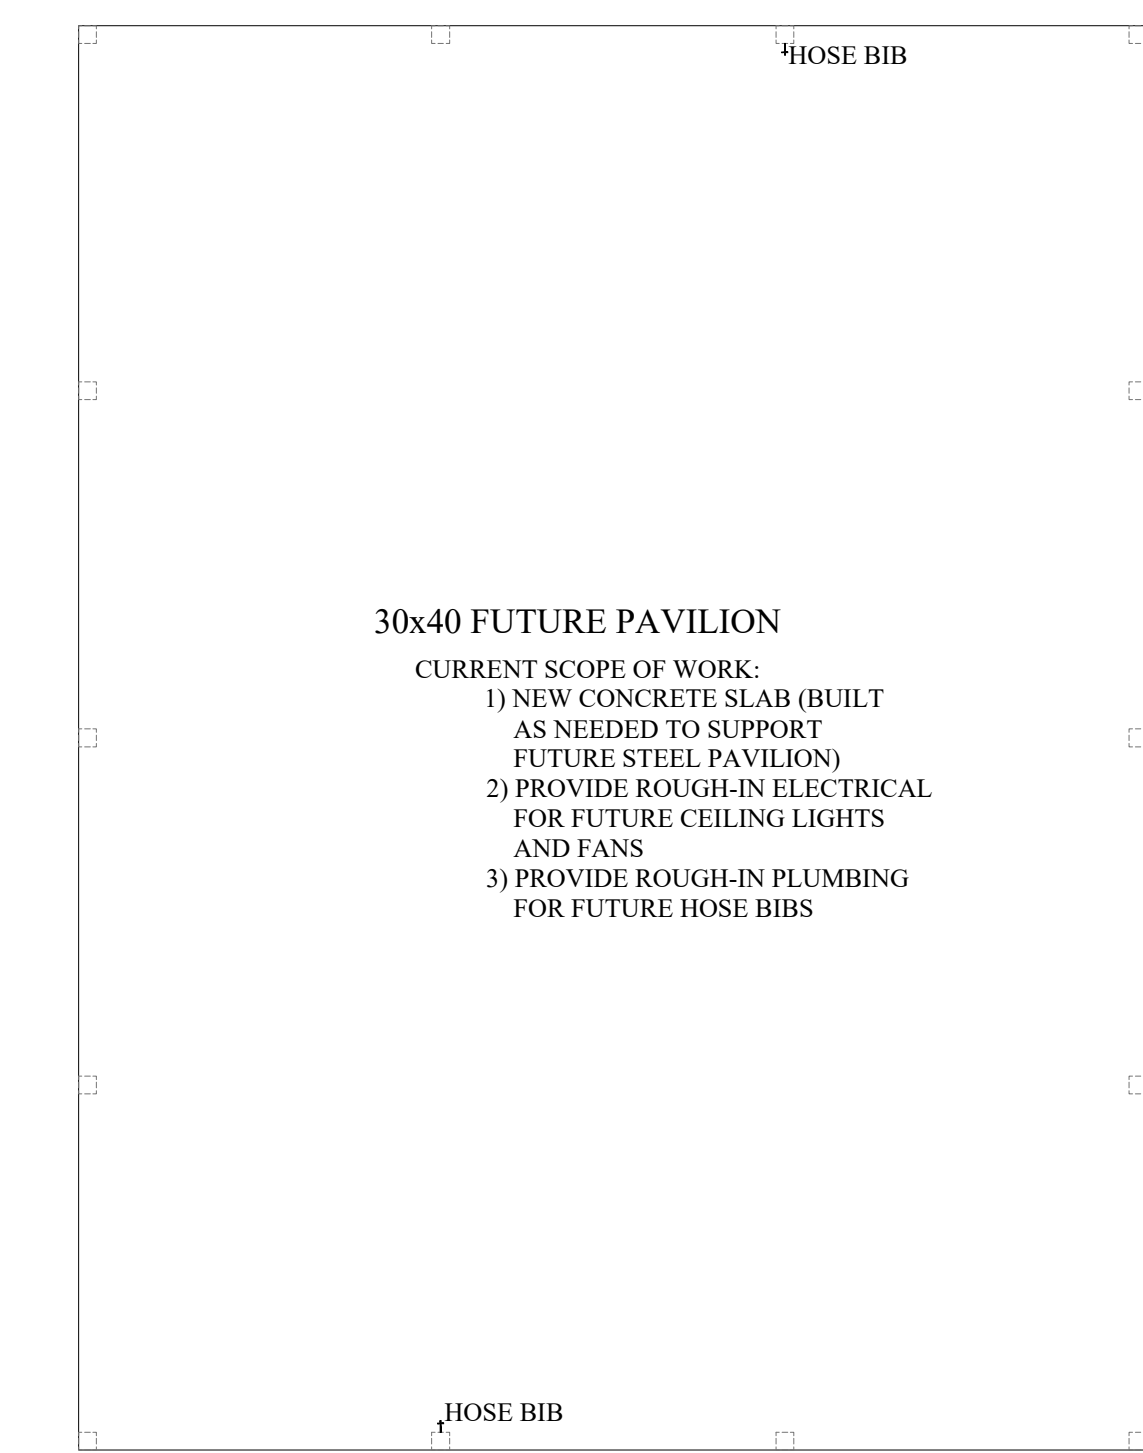 HOSE BIB
30x40 FUTURE PAVILION
CURRENT SCOPE OF WORK:
1) NEW CONCRETE SLAB (BUILT
AS NEEDED TO SUPPORT
FUTURE STEEL PAVILION)
2) PROVIDE ROUGH-IN ELECTRICAL
FOR FUTURE CEILING LIGHTS
AND FANS
3) PROVIDE ROUGH-IN PLUMBING
FOR FUTURE HOSE BIBS
HOSE BIB